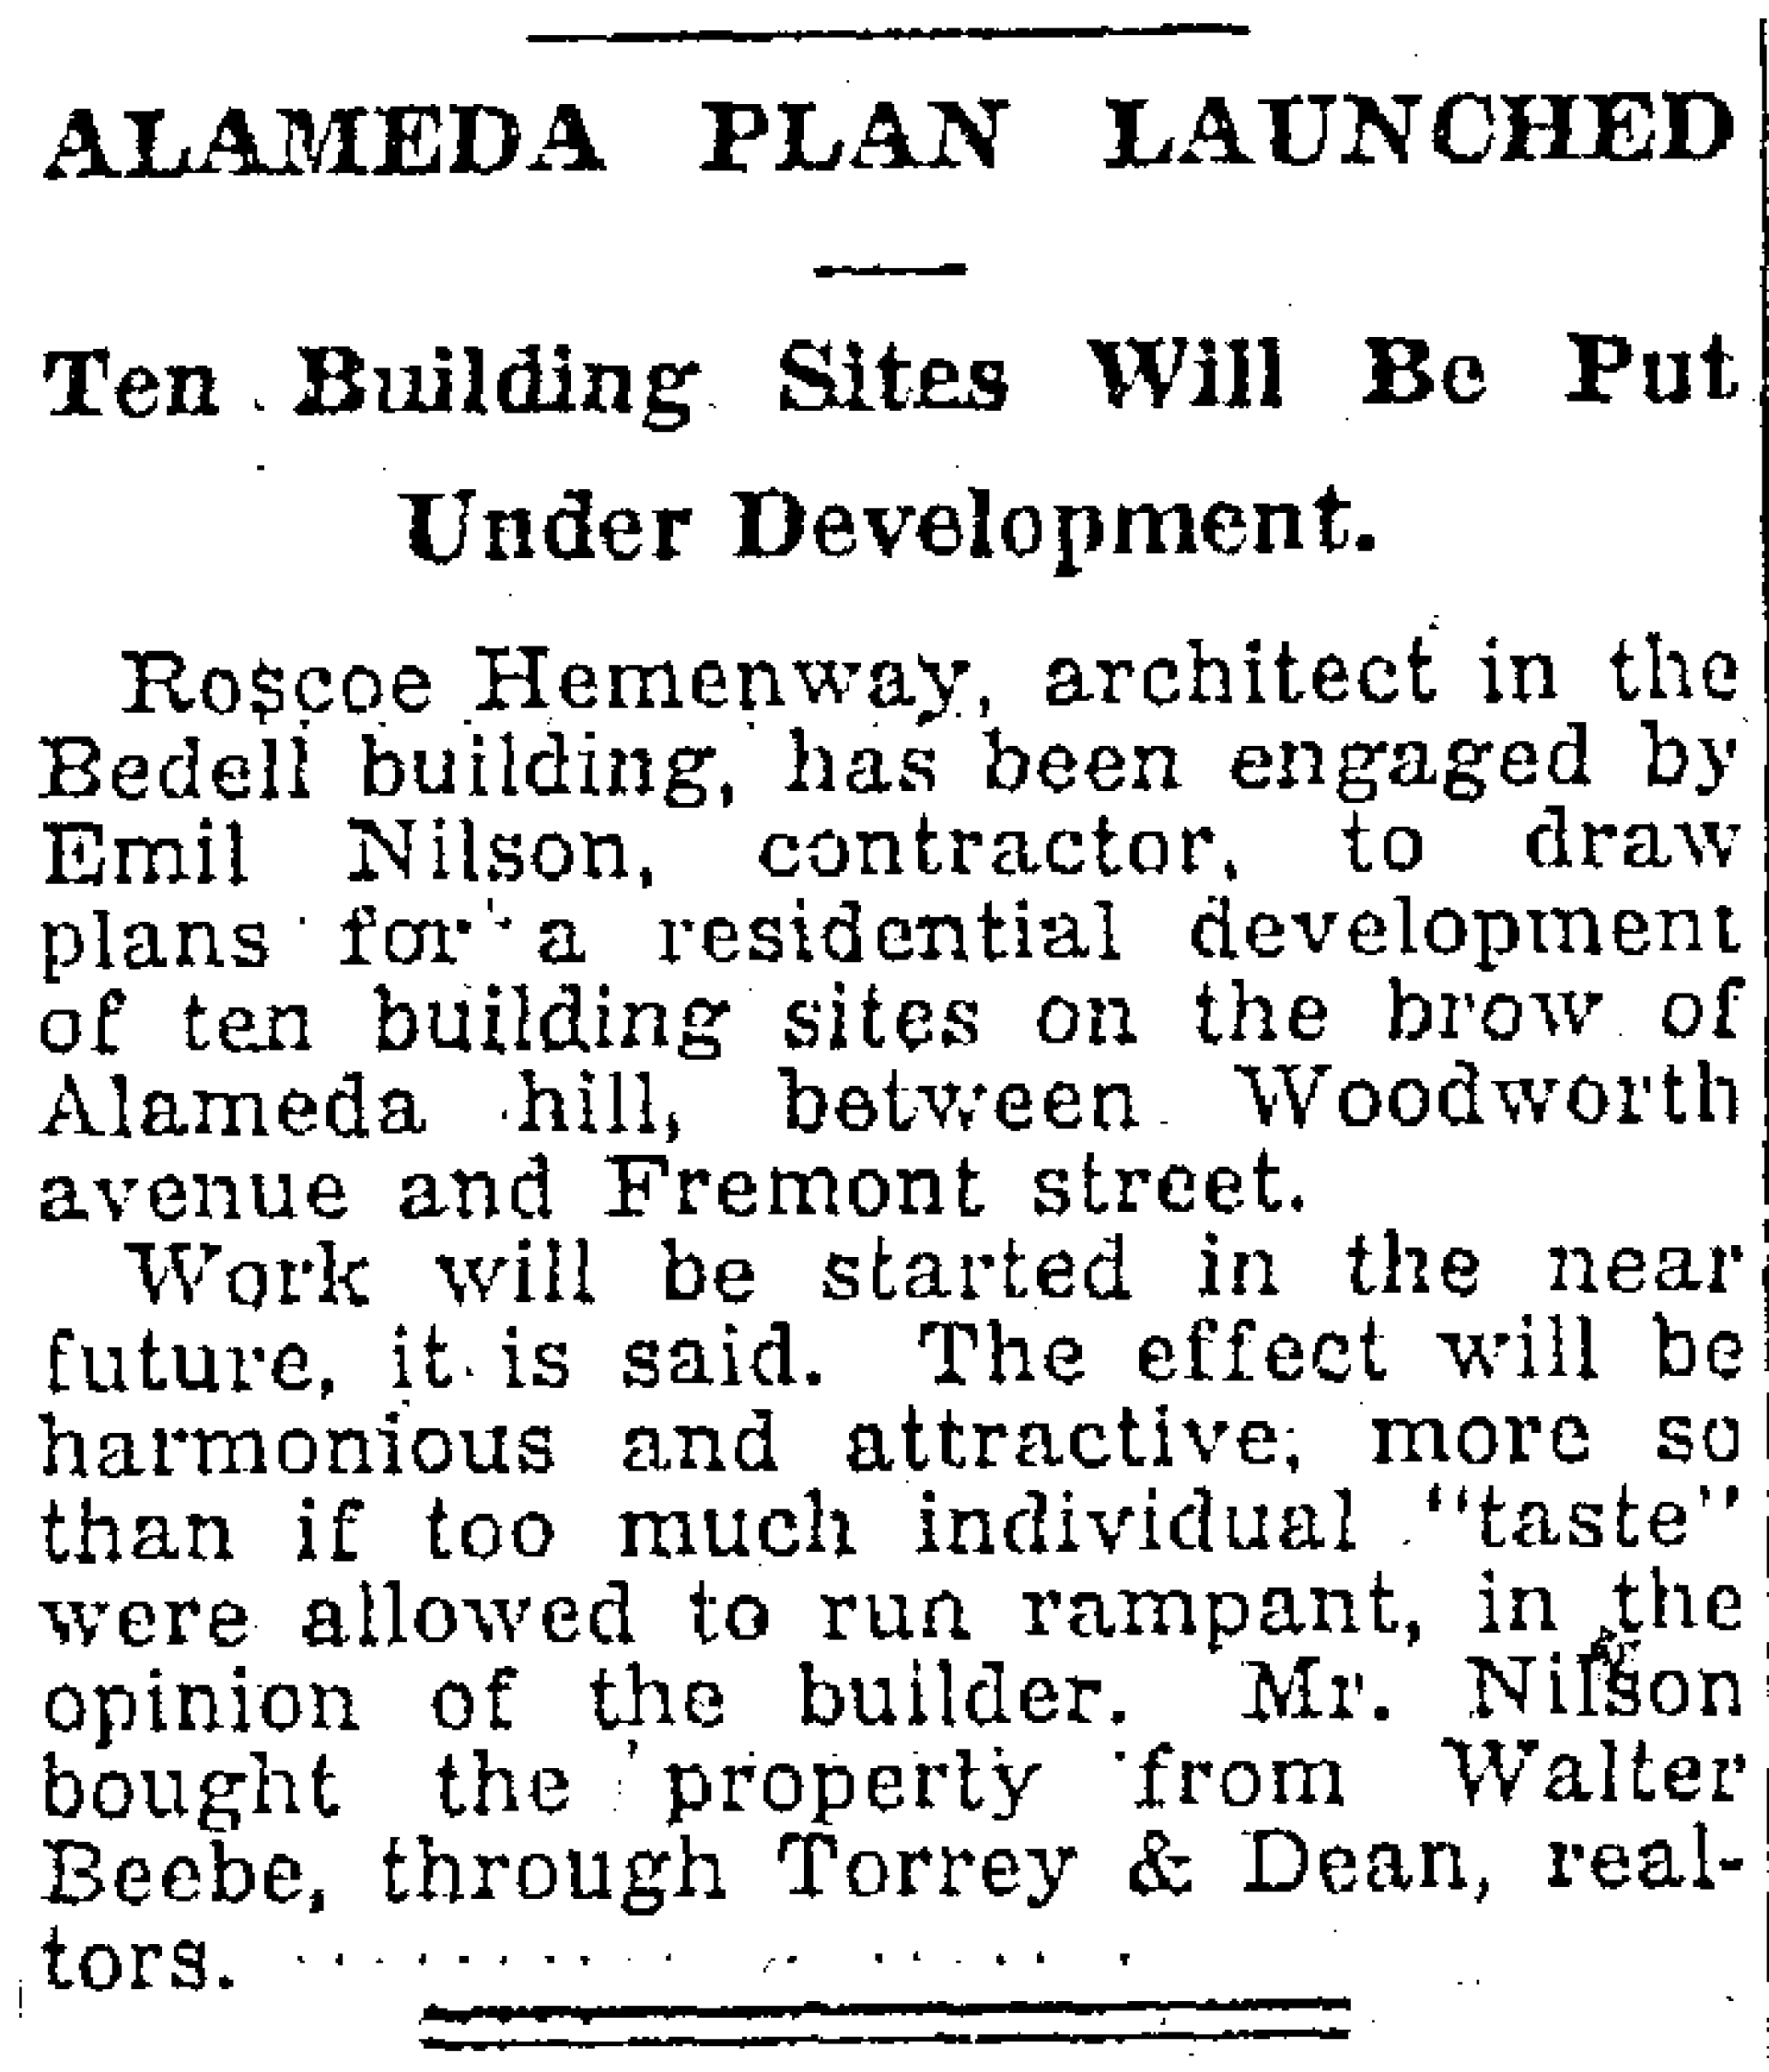 ALAMEDA PLAN LAUNCHED
Ten Building Sites Will Be Put
Under Development.
Roscoe Hemenway, architect in the
Bedell building, has been engaged by
Emil Nilson, contractor, to draw
plans for a residential development
of ten building sites on the brow of
Alameda hill, between Woodworth
avenue and Fremont street.
Work will be started in the near
future, it is said. The effect will be
harmonious and attractive, more so
than if too much individual "taste"
were allowed to run rampant, in the
opinion of the builder. Mr. Nilson
bought the property from Walter
Beebe, through Torrey & Dean, real-
tors.